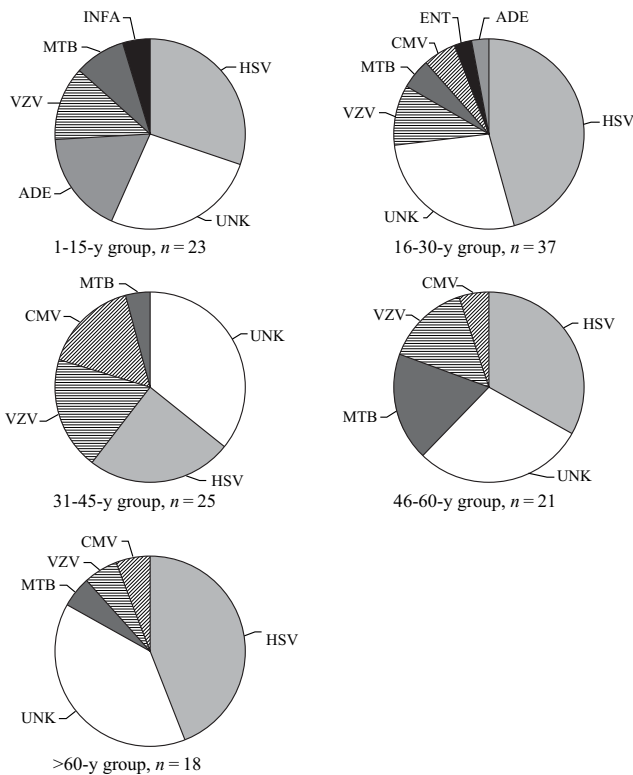 INFA
MTB
HSV
VZV
ADE
UNK
1-15-y group, n = 23
ENT
ADE
CMV
MTB
VZV
HSV
UNK
16-30-y group, n = 37
MTB
CMV
UNK
VZV
HSV
31-45-y group, n = 25
CMV
HSV
VZV
MTB
UNK
46-60-y group, n = 21
CMV
VZV
MTB
HSV
UNK
>60-y group, n = 18